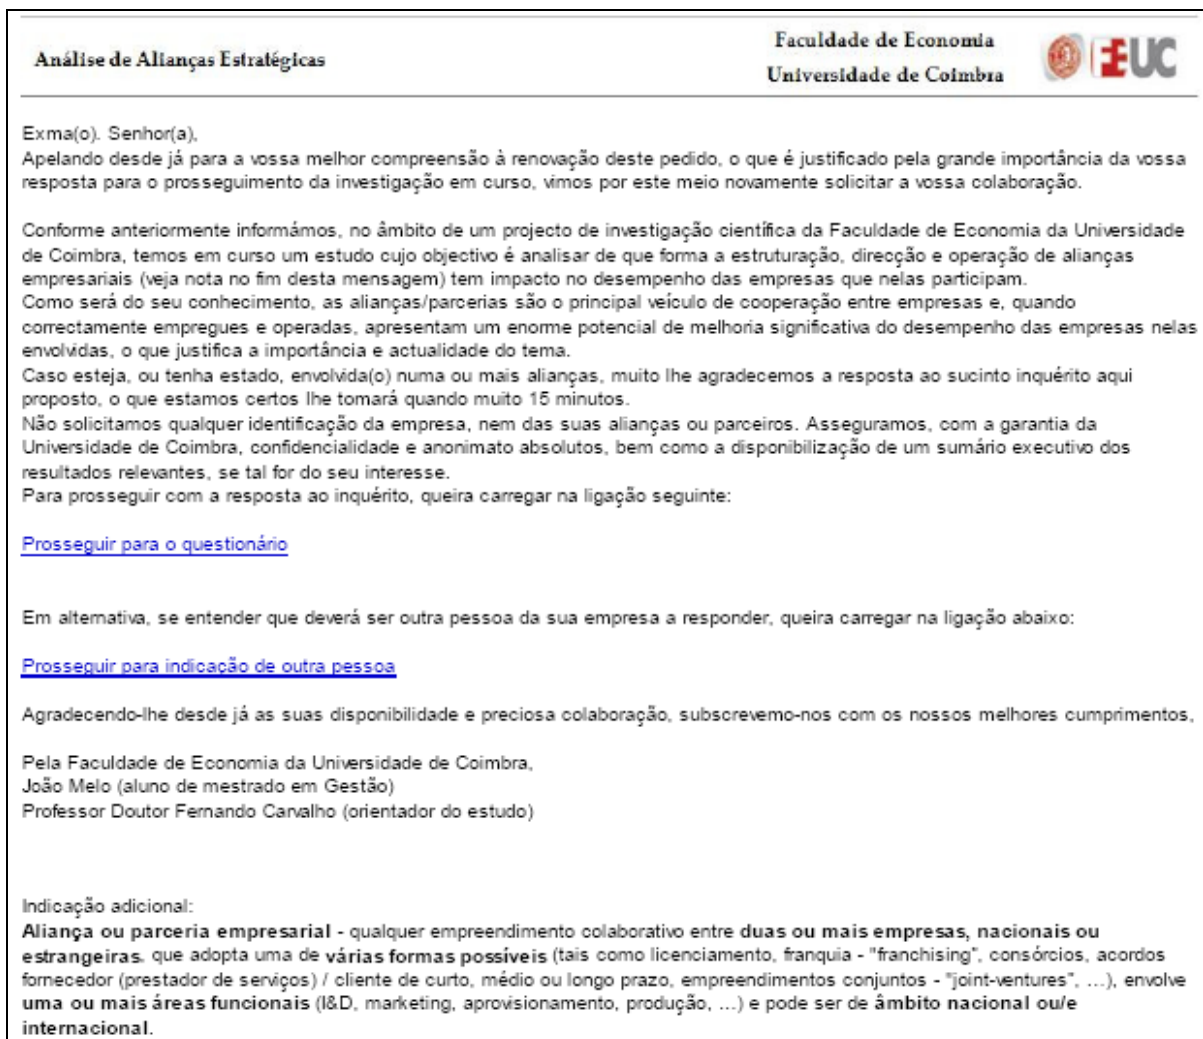 Análise de Alianças Estratégicas
Faculdade de Economia
Universidade de Coimbra
FEUC
Exma(o). Senhor(a),
Apelando desde já para a vossa melhor compreensão à renovação deste pedido, o que é justificado pela grande importância da vossa
resposta para o prosseguimento da investigação em curso, vimos por este meio novamente solicitar a vossa colaboração.
Conforme anteriormente informámos, no âmbito de um projecto de investigação científica da Faculdade de Economia da Universidade
de Coimbra, temos em curso um estudo cujo objectivo é analisar de que forma a estruturação, direcção e operação de alianças
empresariais (veja nota no fim desta mensagem) tem impacto no desempenho das empresas que nelas participam.
Como será do seu conhecimento, as alianças/parcerias são o principal veículo de cooperação entre empresas e, quando
correctamente empregues e operadas, apresentam um enorme potencial de melhoria significativa do desempenho das empresas nelas
envolvidas, o que justifica a importância e actualidade do tema.
Caso esteja, ou tenha estado, envolvida(o) numa ou mais alianças, muito lhe agradecemos a resposta ao sucinto inquérito aqui
proposto, o que estamos certos lhe tomará quando muito 15 minutos.
Não solicitamos qualquer identificação da empresa, nem das suas alianças ou parceiros. Asseguramos, com a garantia da
Universidade de Coimbra, confidencialidade e anonimato absolutos, bem como a disponibilização de um sumário executivo dos
resultados relevantes, se tal for do seu interesse.
Para prosseguir com a resposta ao inquérito, queira carregar na ligação seguinte:
Prosseguir para o questionário
Em alternativa, se entender que deverá ser outra pessoa da sua empresa a responder, queira carregar na ligação abaixo:
Prosseguir para indicação de outra pessoa
Agradecendo-lhe desde já as suas disponibilidade e preciosa colaboração, subscrevemo-nos com os nossos melhores cumprimentos,
Pela Faculdade de Economia da Universidade de Coimbra,
João Melo (aluno de mestrado em Gestão)
Professor Doutor Fernando Carvalho (orientador do estudo)
Indicação adicional:
Aliança ou parceria empresarial - qualquer empreendimento colaborativo entre duas ou mais empresas, nacionais ou
estrangeiras, que adopta uma de várias formas possíveis (tais como licenciamento, franquia - "franchising", consórcios, acordos
fornecedor (prestador de serviços) / cliente de curto, médio ou longo prazo, empreendimentos conjuntos - "joint-ventures", ...), envolve
uma ou mais áreas funcionais (I&D, marketing, aprovisionamento, produção, ...) e pode ser de âmbito nacional ou/e
internacional.